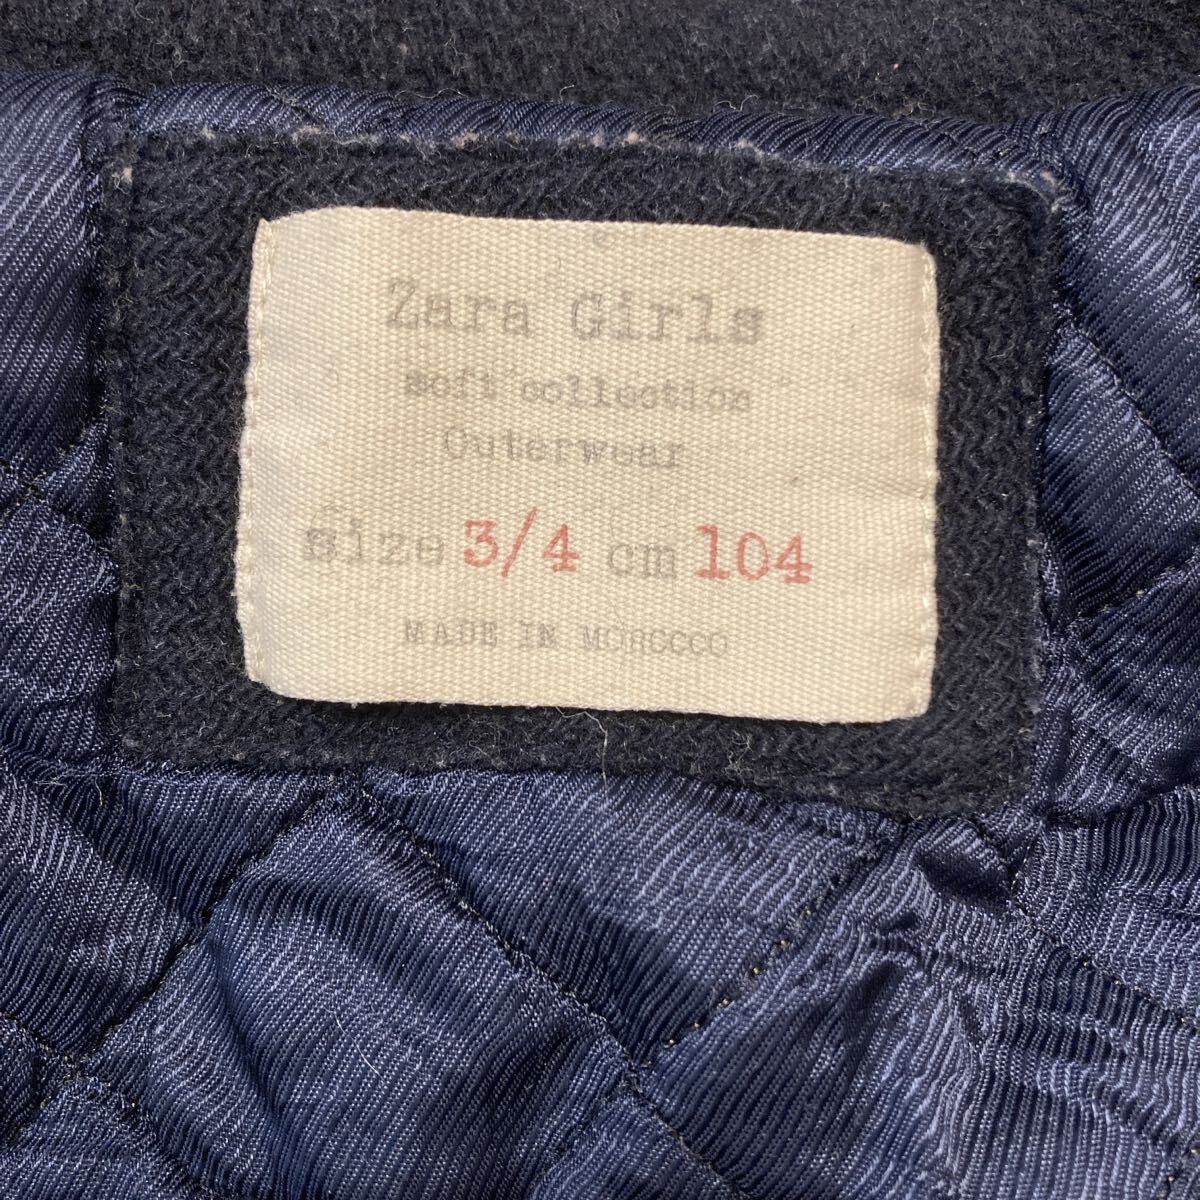 Zara Girls
soft collection
Outerwear
size 3/4 cm 104
MADE IN MOROCCO